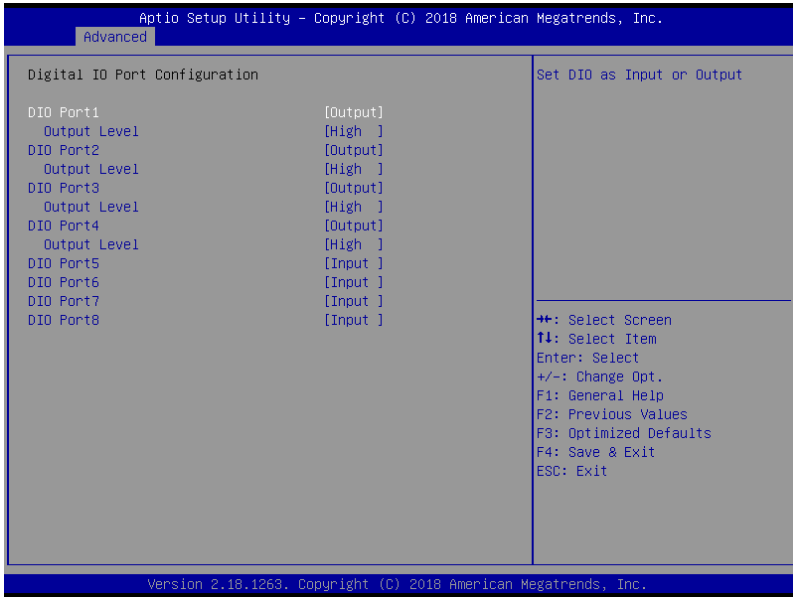 Aptio Setup Utility – Copyright (C) 2018 American Megatrends, Inc.
Advanced
Digital IO Port Configuration
DIO Port1 [Output]
Output Level [High ]
DIO Port2 [Output]
Output Level [High ]
DIO Port3 [Output]
Output Level [High ]
DIO Port4 [Output]
Output Level [High ]
DIO Port5 [Input ]
DIO Port6 [Input ]
DIO Port7 [Input ]
DIO Port8 [Input ]
Set DIO as Input or Output
→←: Select Screen
↑↓: Select Item
Enter: Select
+/-: Change Opt.
F1: General Help
F2: Previous Values
F3: Optimized Defaults
F4: Save & Exit
ESC: Exit
Version 2.18.1263. Copyright (C) 2018 American Megatrends, Inc.